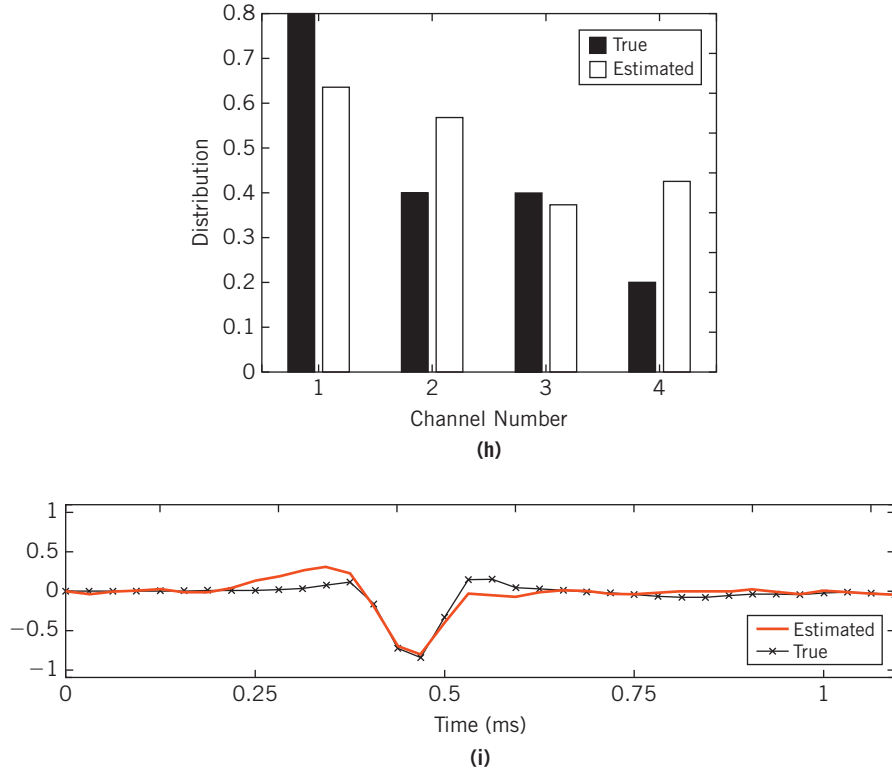 0.8
0.6
0.5
0.4
0.3
0.2
0.1
0
Distribution
True
Estimated
1 2 3 4
Channel Number
(h)
1
0.5
0
−0.5
−1
Estimated
True
0 0.25 0.5 0.75 1
Time (ms)
(i)